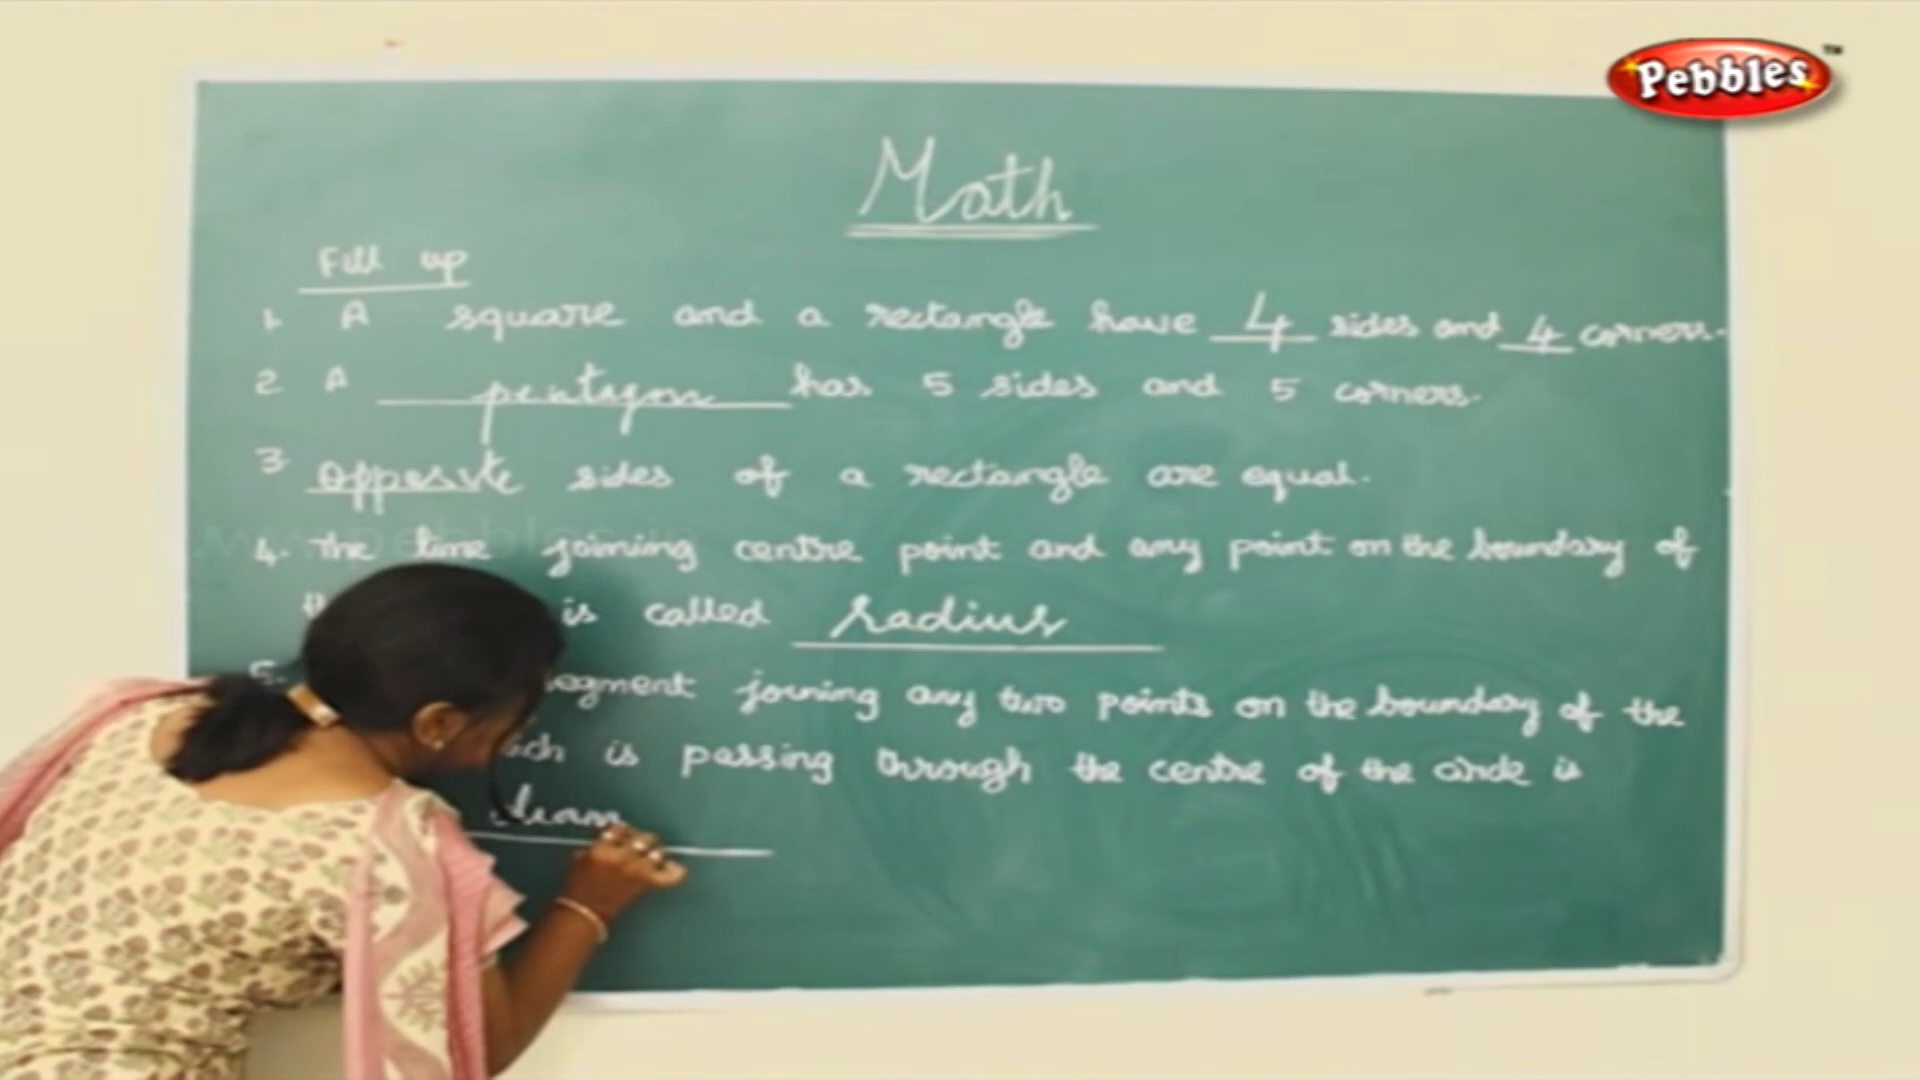 Pebbles™
Math
Fill up
1. A square and a rectangle have 4 sides and 4 corners.
2. A pentagon has 5 sides and 5 corners.
3. Opposite sides of a rectangle are equal.
4. The line joining centre point and any point on the boundary of
is called radius
5. segment joining any two points on the boundary of the
is passing through the centre of the circle is